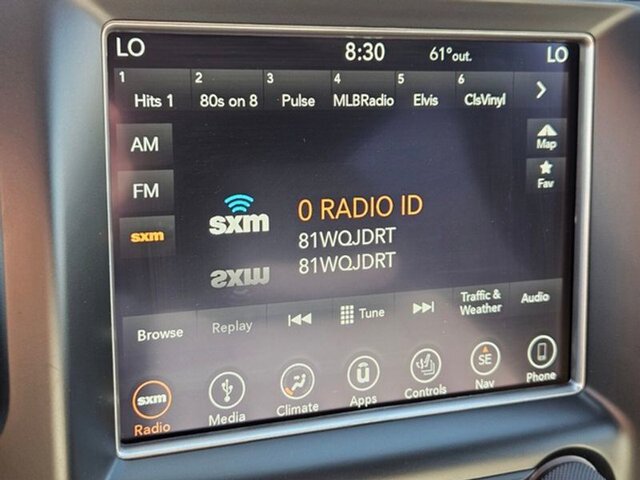 LO 8:30 61°out. LO
1 2 3 4 5 6
Hits 1 80s on 8 Pulse MLBRadio Elvis ClsVinyl
AM
Map
FM
Fav
sxm
sxm
0 RADIO ID
81WQJDRT
81WQJDRT
Browse Replay Tune Traffic & Weather Audio
SE
sxm
Radio Media Climate Apps Controls Nav Phone